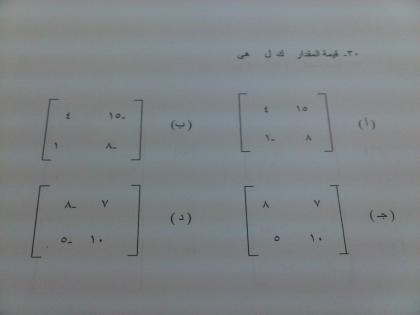 ٣٠- قيمة المقدار ك ل هى
(أ) ١٥ ٤
٨ -١
(ب) -١٥ ٤
-٨ ١
(جـ) ٧ ٨
١٠ ٥
(د) ٧ -٨
١٠ -٥